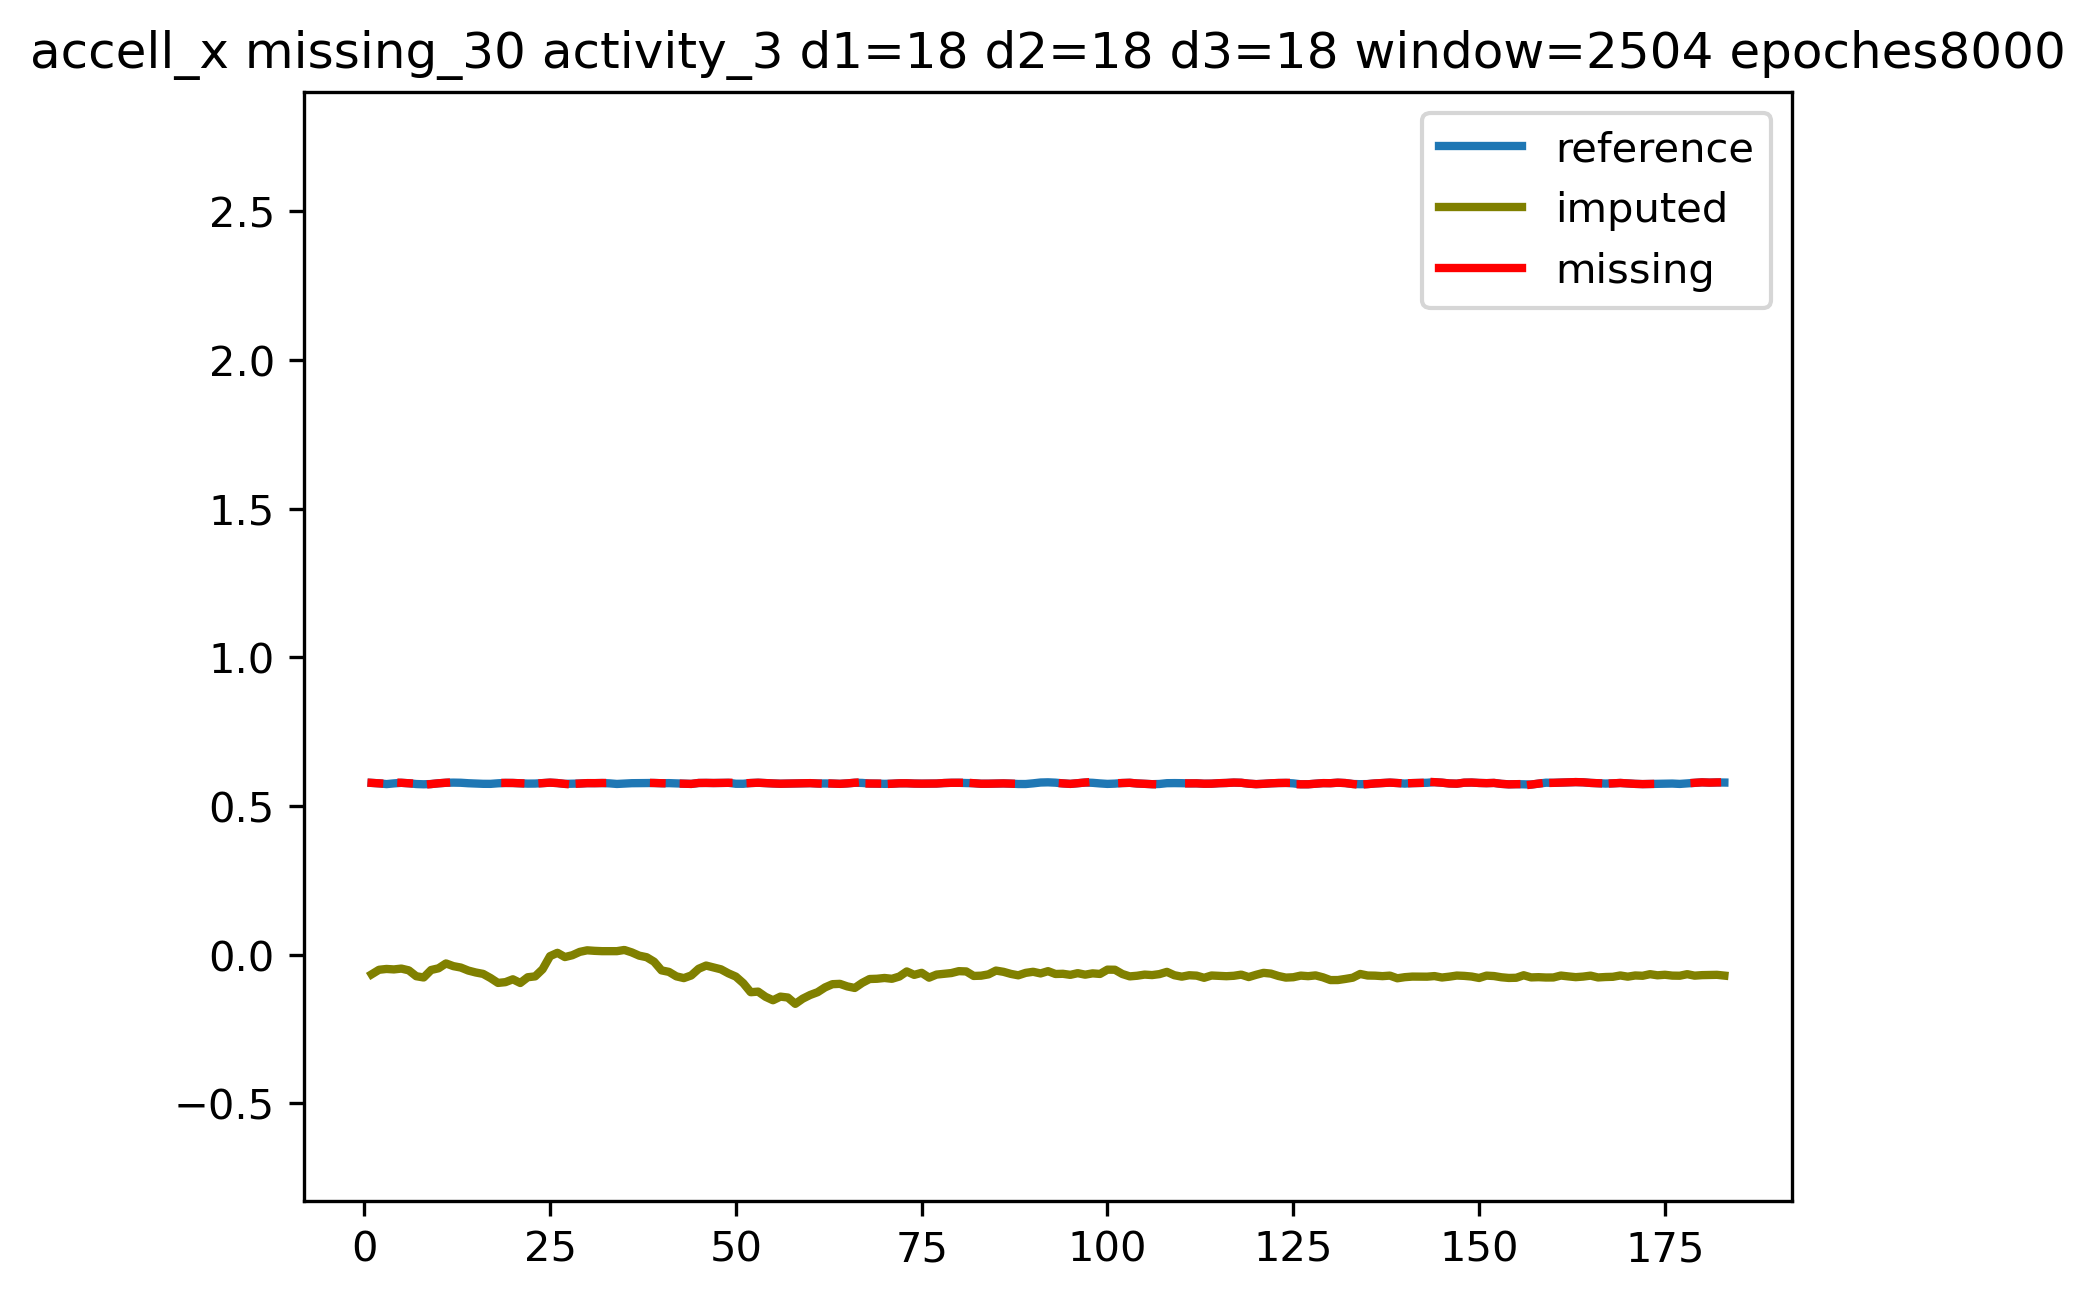 accell_x missing_30 activity_3 d1=18 d2=18 d3=18 window=2504 epoches8000
reference
imputed
missing
2.5
2.0
1.5
1.0
0.5
0.0
−0.5
0 25 50 75 100 125 150 175